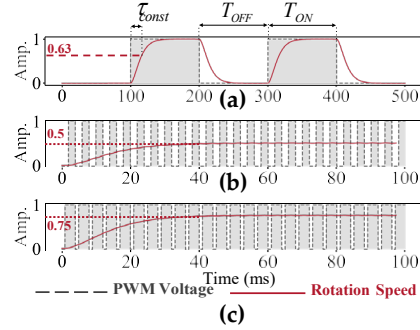 τconst TOFF TON
Amp.
1
0.63
0
0 100 200 300 400 500
(a)
Amp.
1
0.5
0
0 20 40 60 80 100
(b)
Amp.
1
0.75
0
0 20 40 60 80 100
Time (ms)
PWM Voltage Rotation Speed
(c)